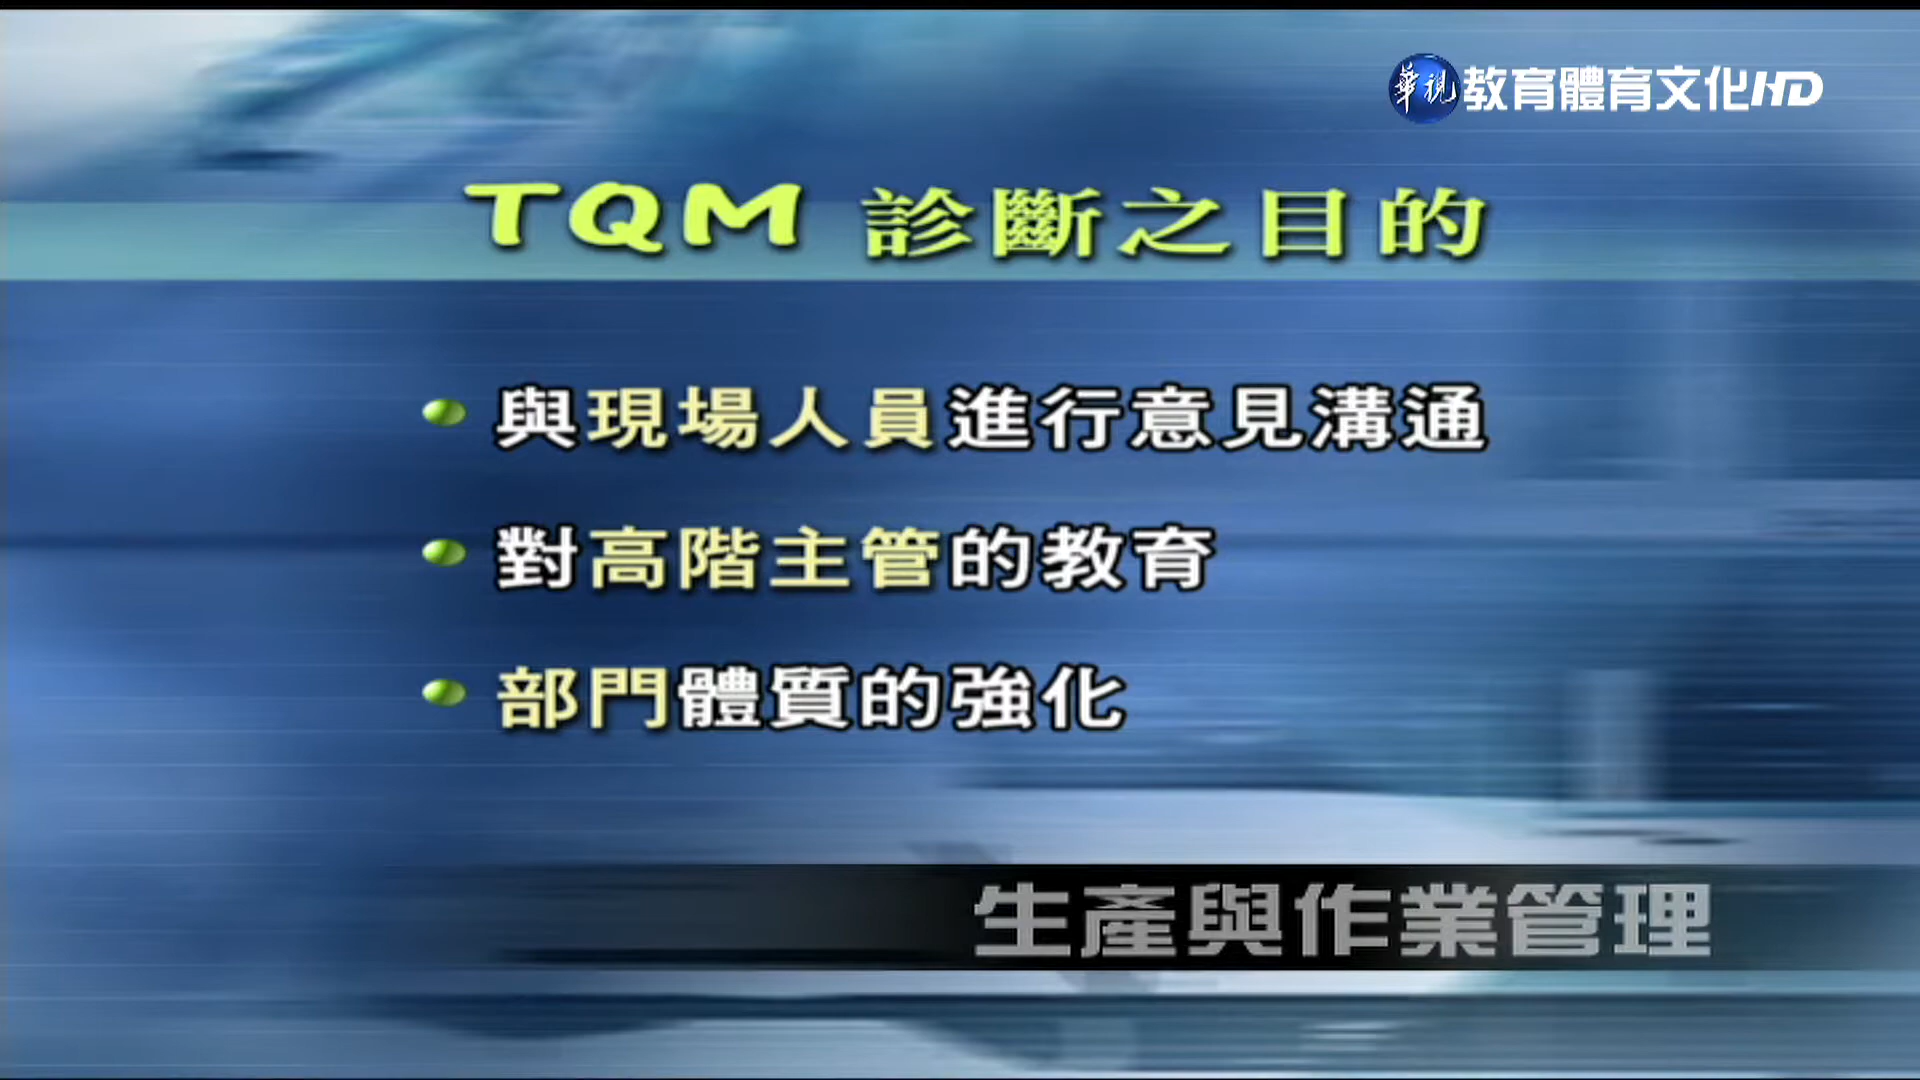 華視 教育體育文化HD
TQM 診斷之目的
與現場人員進行意見溝通
對高階主管的教育
部門體質的強化
生產與作業管理